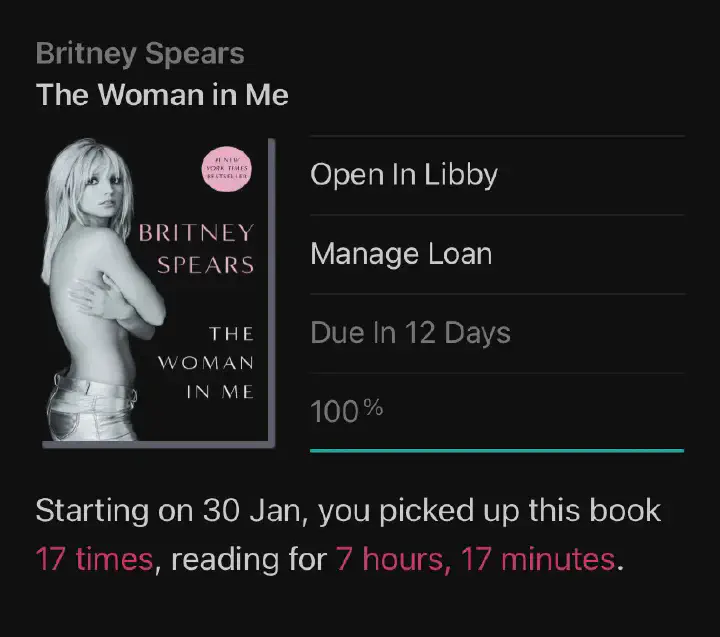 Britney Spears
The Woman in Me
#1 NEW
YORK TIMES
BESTSELLER
BRITNEY
SPEARS
THE
WOMAN
IN ME
Open In Libby
Manage Loan
Due In 12 Days
100%
Starting on 30 Jan, you picked up this book
17 times, reading for 7 hours, 17 minutes.